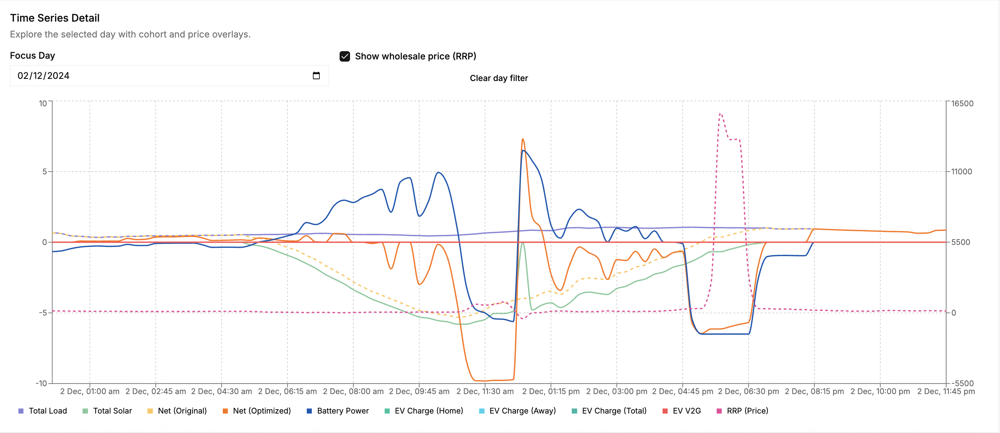 Time Series Detail
Explore the selected day with cohort and price overlays.
Focus Day
Show wholesale price (RRP)
02/12/2024
Clear day filter
10
16500
5
11000
0
5500
-5
0
-10
-5500
2 Dec, 01:00 am 2 Dec, 02:45 am 2 Dec, 04:30 am 2 Dec, 06:15 am 2 Dec, 08:00 am 2 Dec, 09:45 am 2 Dec, 11:30 am 2 Dec, 01:15 pm 2 Dec, 03:00 pm 2 Dec, 04:45 pm 2 Dec, 06:30 pm 2 Dec, 08:15 pm 2 Dec, 10:00 pm 2 Dec, 11:45 pm
Total Load Total Solar Net (Original) Net (Optimized) Battery Power EV Charge (Home) EV Charge (Away) EV Charge (Total) EV V2G RRP (Price)